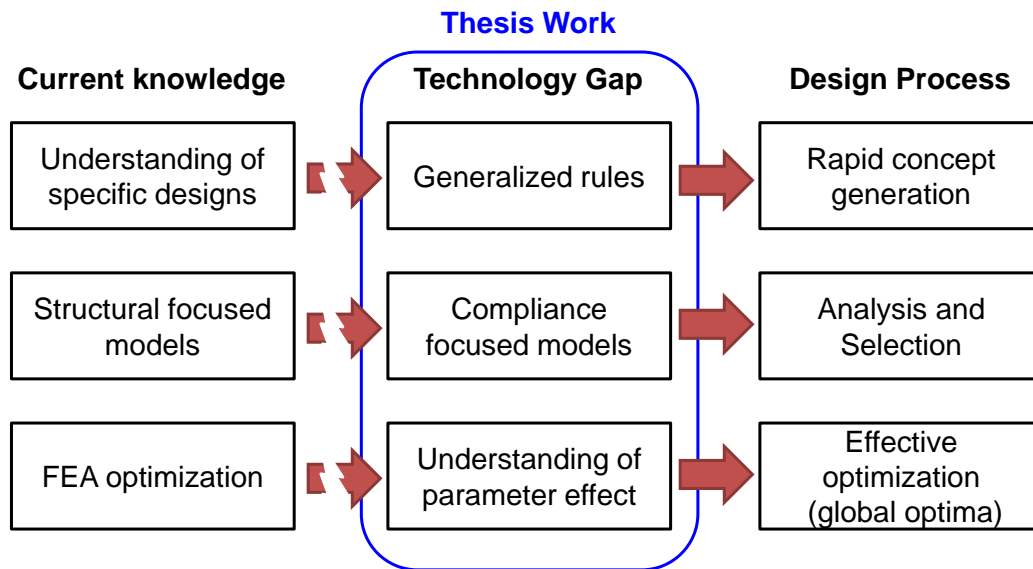 Thesis Work
Current knowledge
Technology Gap
Design Process
Understanding of
specific designs
Generalized rules
Rapid concept
generation
Structural focused
models
Compliance
focused models
Analysis and
Selection
FEA optimization
Understanding of
parameter effect
Effective
optimization
(global optima)